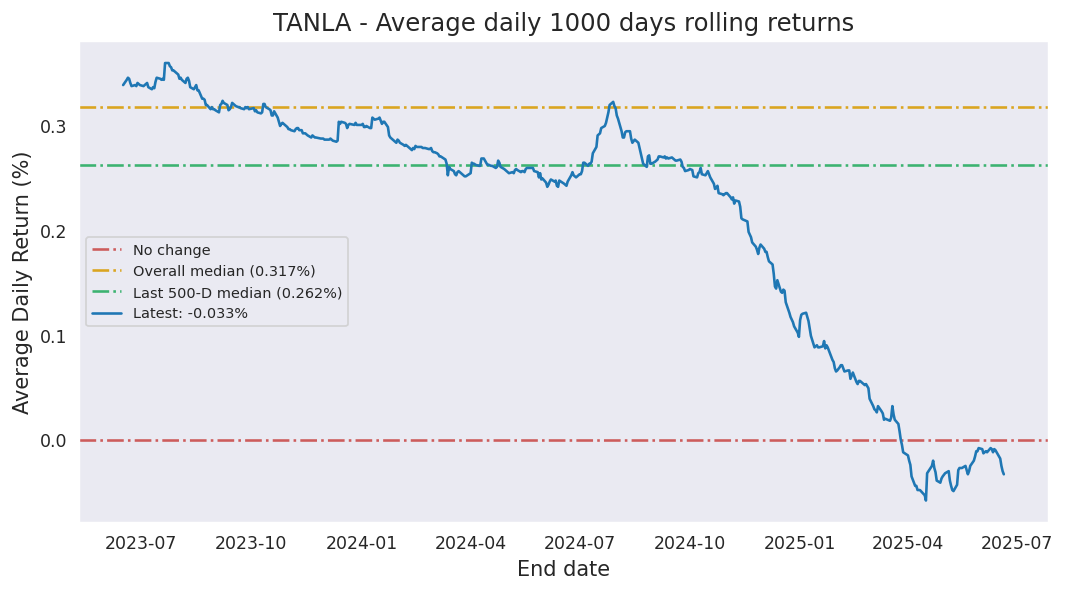 TANLA - Average daily 1000 days rolling returns
Average Daily Return (%)
0.3
0.2
0.1
0.0
No change
Overall median (0.317%)
Last 500-D median (0.262%)
Latest: -0.033%
2023-07 2023-10 2024-01 2024-04 2024-07 2024-10 2025-01 2025-04 2025-07
End date